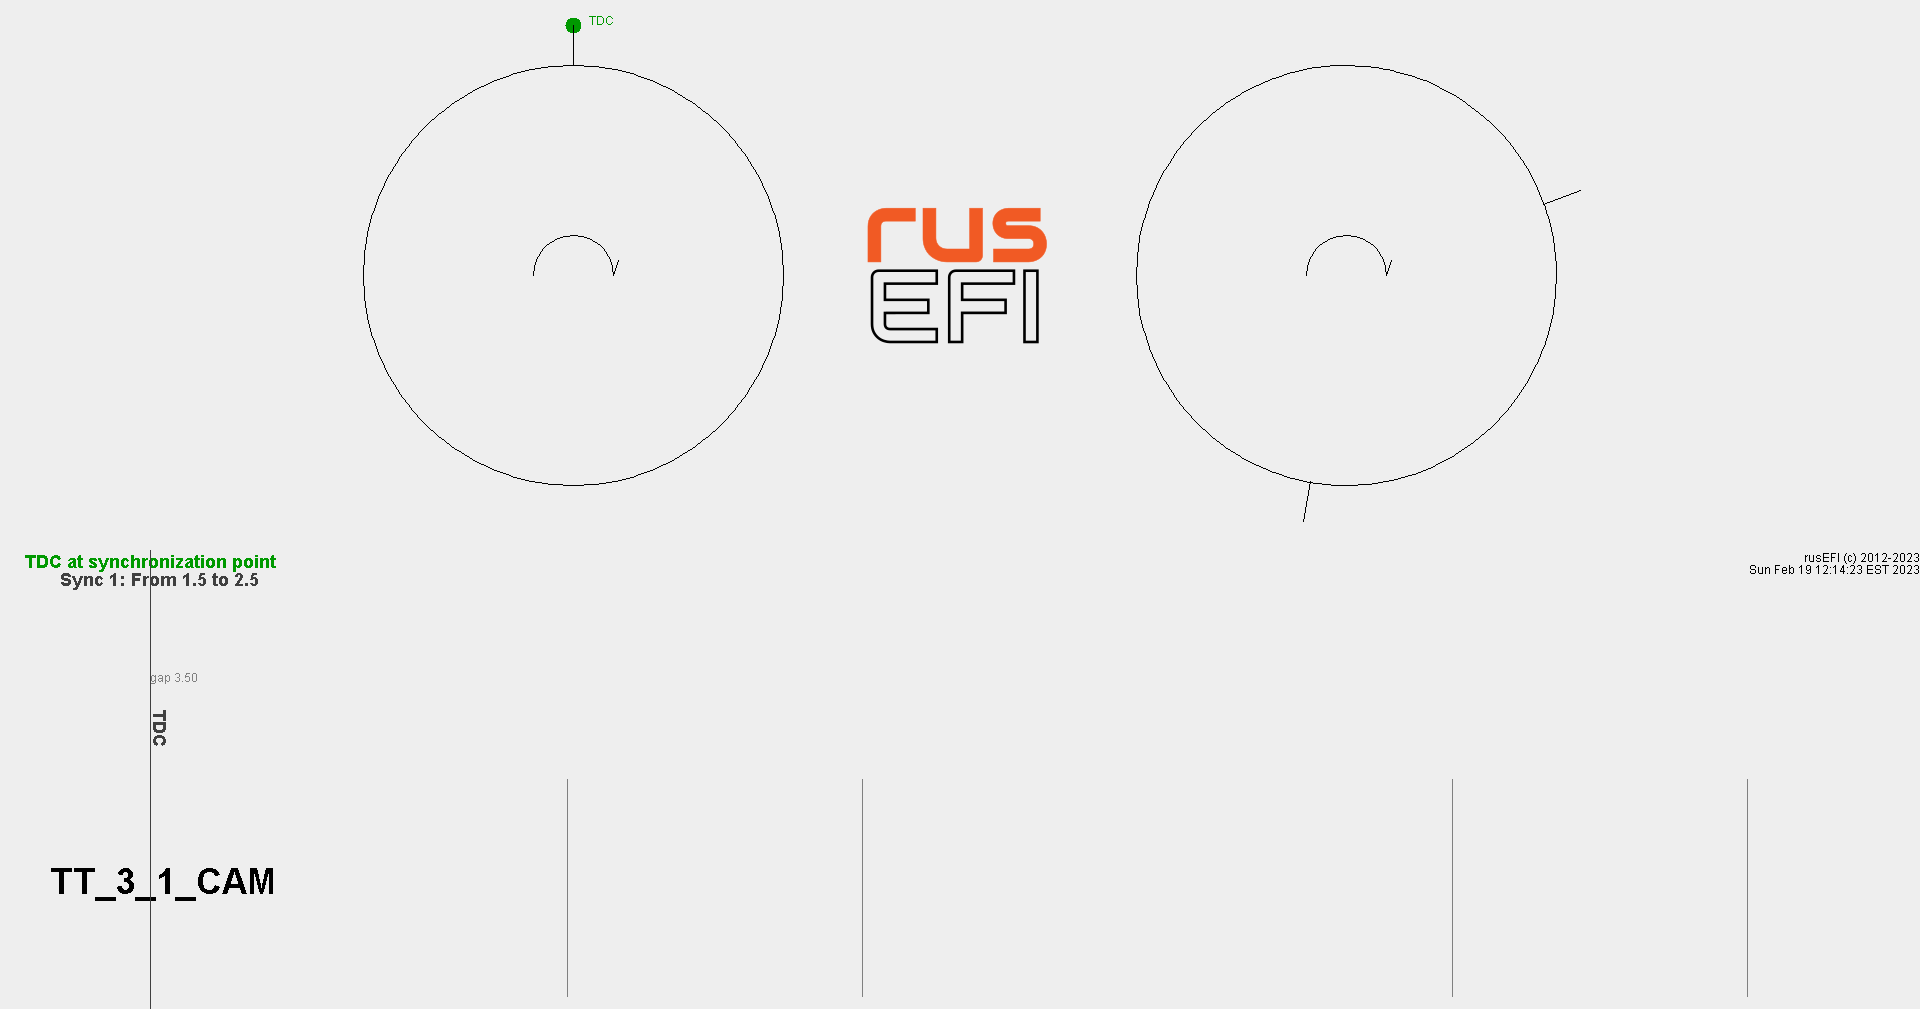 TDC
rus
EFI
TDC at synchronization point
Sync 1: From 1.5 to 2.5
rusEFI (c) 2012-2023
Sun Feb 19 12:14:23 EST 2023
gap 3.50
TDC
TT_3_1_CAM